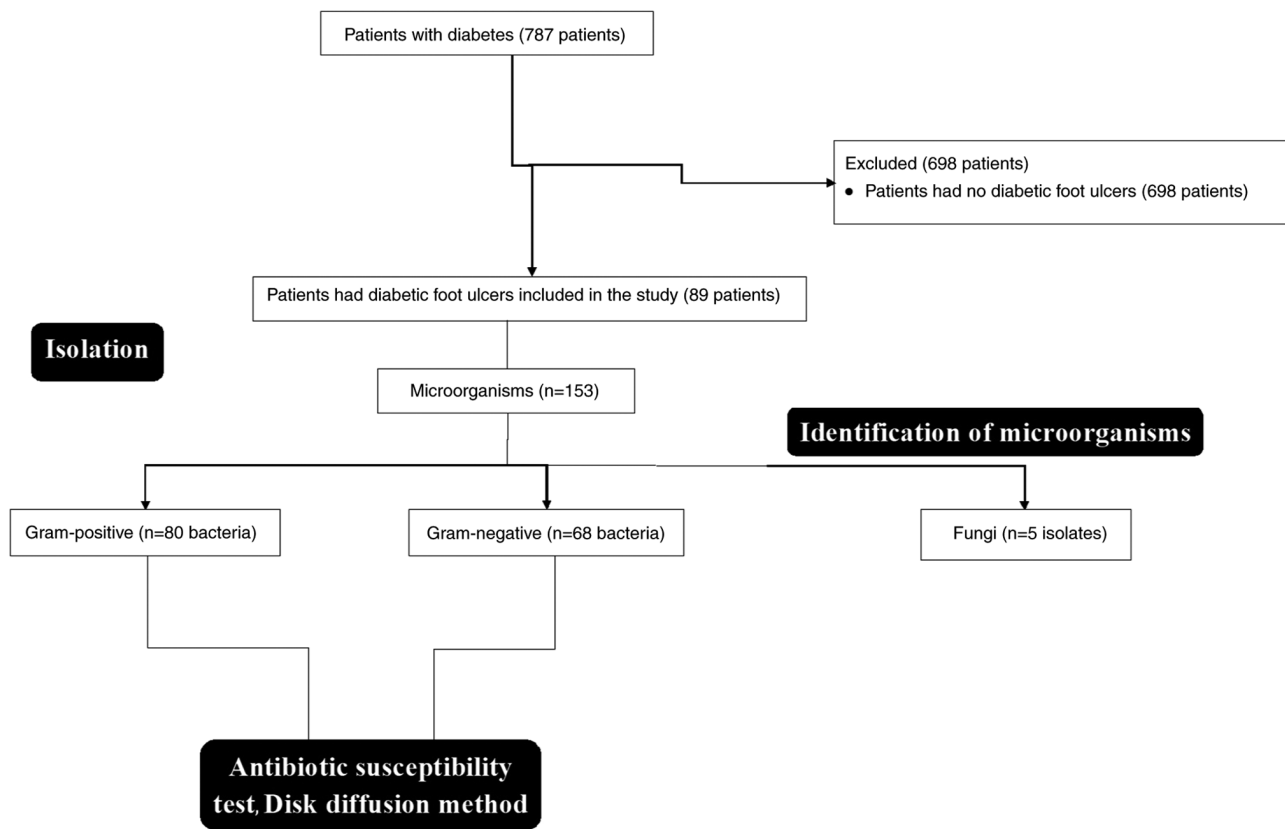 Patients with diabetes (787 patients)
Excluded (698 patients)
• Patients had no diabetic foot ulcers (698 patients)
Patients had diabetic foot ulcers included in the study (89 patients)
Isolation
Microorganisms (n=153)
Identification of microorganisms
Gram-positive (n=80 bacteria)
Gram-negative (n=68 bacteria)
Fungi (n=5 isolates)
Antibiotic susceptibility
test, Disk diffusion method